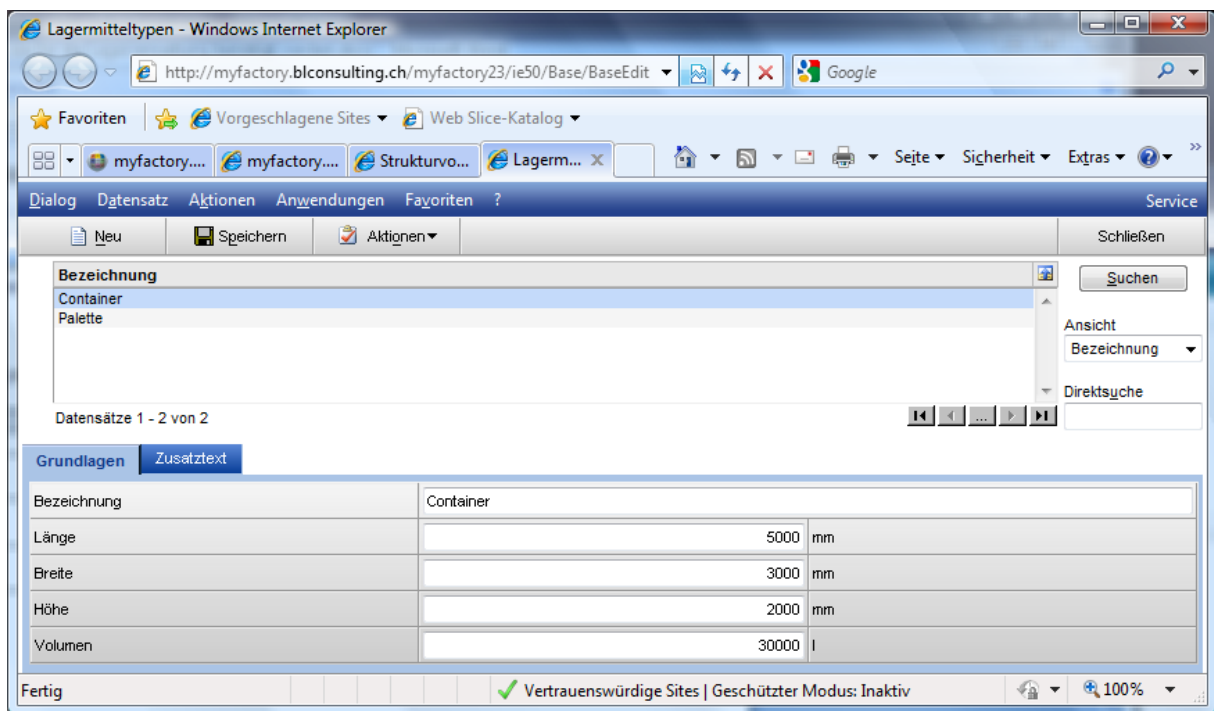 Lagermitteltypen - Windows Internet Explorer
http://myfactory.blconsulting.ch/myfactory23/ie50/Base/BaseEdit
Google
Favoriten Vorgeschlagene Sites Web Slice-Katalog
myfactory.... myfactory.... Strukturvo... Lagerm... Seite Sicherheit Extras »
Dialog Datensatz Aktionen Anwendungen Favoriten ? Service
Neu Speichern Aktionen Schließen
Bezeichnung Suchen
Container
Palette
Ansicht
Bezeichnung
Direktsuche
Datensätze 1 - 2 von 2 ...
Grundlagen Zusatztext
Bezeichnung Container
Länge 5000 mm
Breite 3000 mm
Höhe 2000 mm
Volumen 30000 l
Fertig Vertrauenswürdige Sites | Geschützter Modus: Inaktiv 100%